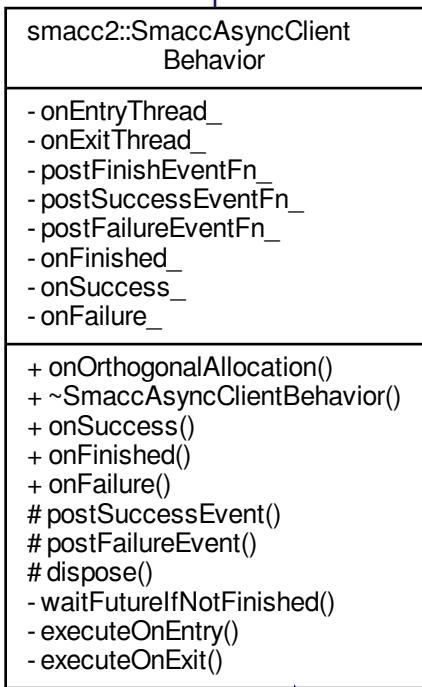 smacc2::SmaccAsyncClient
Behavior
- onEntryThread_
- onExitThread_
- postFinishEventFn_
- postSuccessEventFn_
- postFailureEventFn_
- onFinished_
- onSuccess_
- onFailure_
+ onOrthogonalAllocation()
+ ~SmaccAsyncClientBehavior()
+ onSuccess()
+ onFinished()
+ onFailure()
# postSuccessEvent()
# postFailureEvent()
# dispose()
- waitFutureIfNotFinished()
- executeOnEntry()
- executeOnExit()